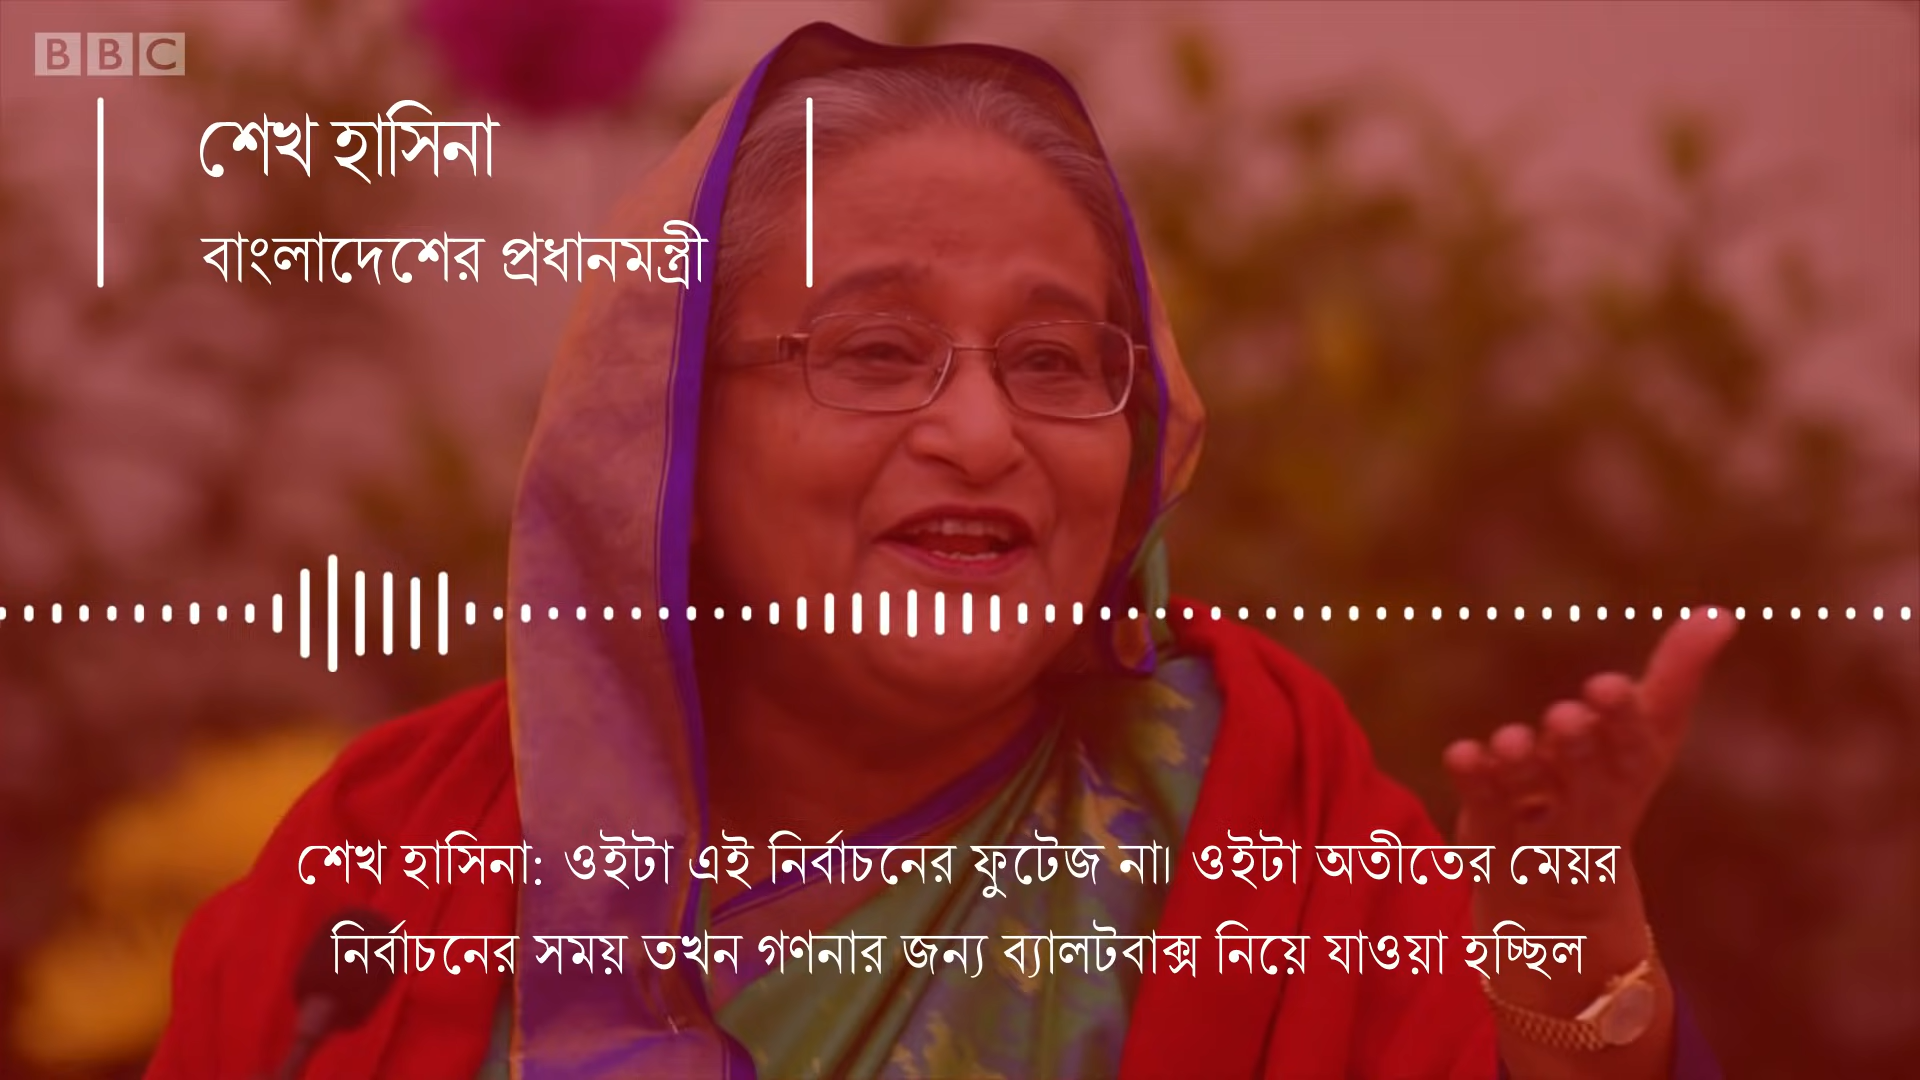 BBC
শেখ হাসিনা
বাংলাদেশের প্রধানমন্ত্রী
শেখ হাসিনা: ওইটা এই নির্বাচনের ফুটেজ না। ওইটা অতীতের মেয়র
নির্বাচনের সময় তখন গণনার জন্য ব্যালটবাক্স নিয়ে যাওয়া হচ্ছিল